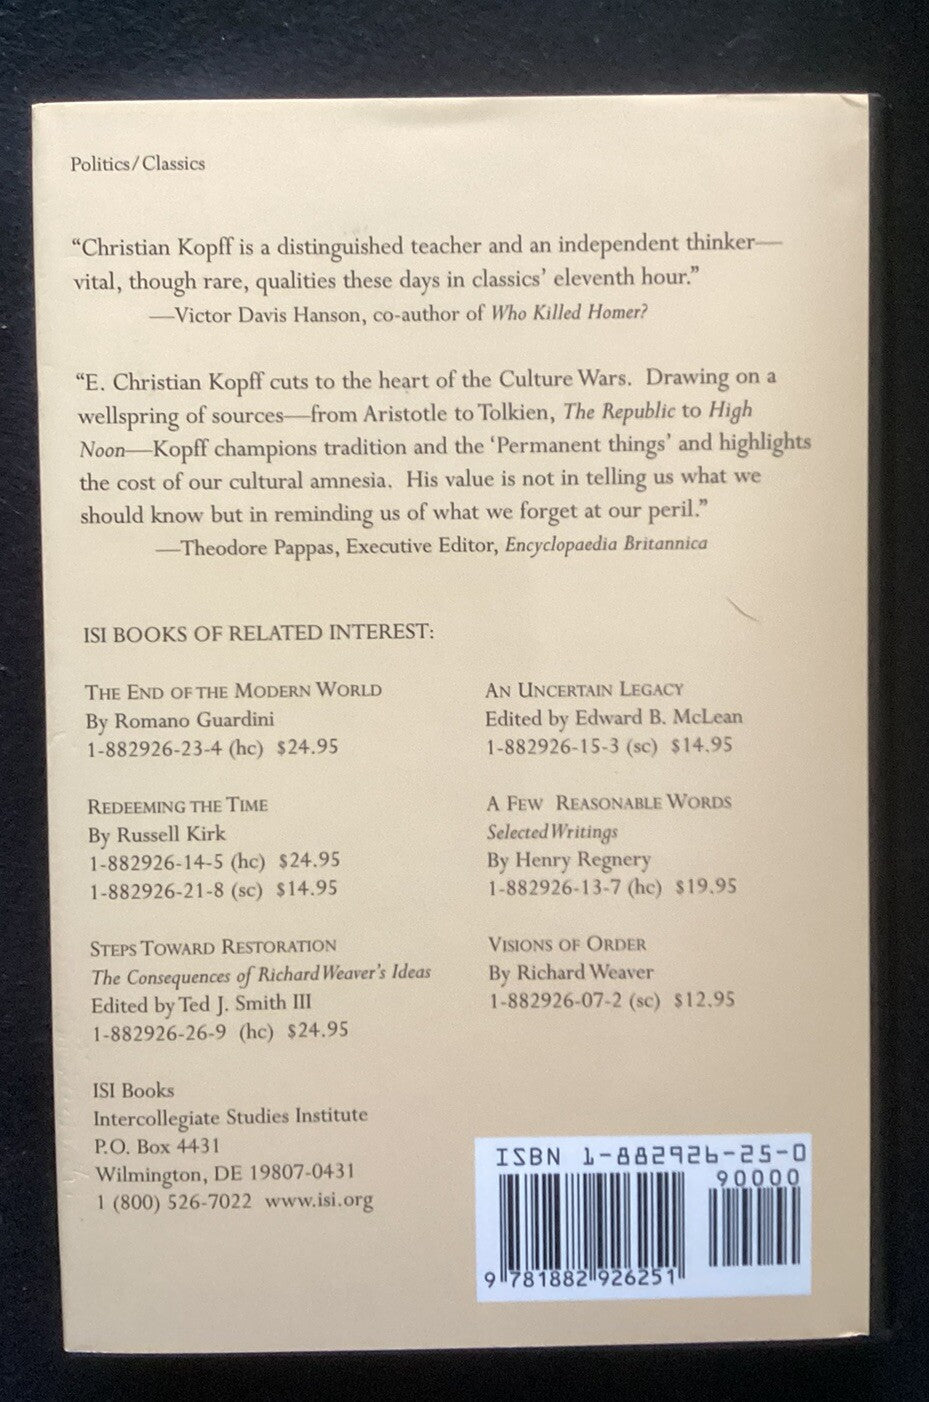 Politics/Classics
“Christian Kopff is a distinguished teacher and an independent thinker—
vital, though rare, qualities these days in classics’ eleventh hour.”
—Victor Davis Hanson, co-author of Who Killed Homer?
“E. Christian Kopff cuts to the heart of the Culture Wars. Drawing on a
wellspring of sources—from Aristotle to Tolkien, The Republic to High
Noon—Kopff champions tradition and the ‘Permanent things’ and highlights
the cost of our cultural amnesia. His value is not in telling us what we
should know but in reminding us of what we forget at our peril.”
—Theodore Pappas, Executive Editor, Encyclopaedia Britannica
ISI BOOKS OF RELATED INTEREST:
THE END OF THE MODERN WORLD
By Romano Guardini
1-882926-23-4 (hc) $24.95
REDEEMING THE TIME
By Russell Kirk
1-882926-14-5 (hc) $24.95
1-882926-21-8 (sc) $14.95
STEPS TOWARD RESTORATION
The Consequences of Richard Weaver’s Ideas
Edited by Ted J. Smith III
1-882926-26-9 (hc) $24.95
AN UNCERTAIN LEGACY
Edited by Edward B. McLean
1-882926-15-3 (sc) $14.95
A FEW REASONABLE WORDS
Selected Writings
By Henry Regnery
1-882926-13-7 (hc) $19.95
VISIONS OF ORDER
By Richard Weaver
1-882926-07-2 (sc) $12.95
ISI Books
Intercollegiate Studies Institute
P.O. Box 4431
Wilmington, DE 19807-0431
1 (800) 526-7022 www.isi.org
ISBN 1-882926-25-0
90000
9 781882 926251